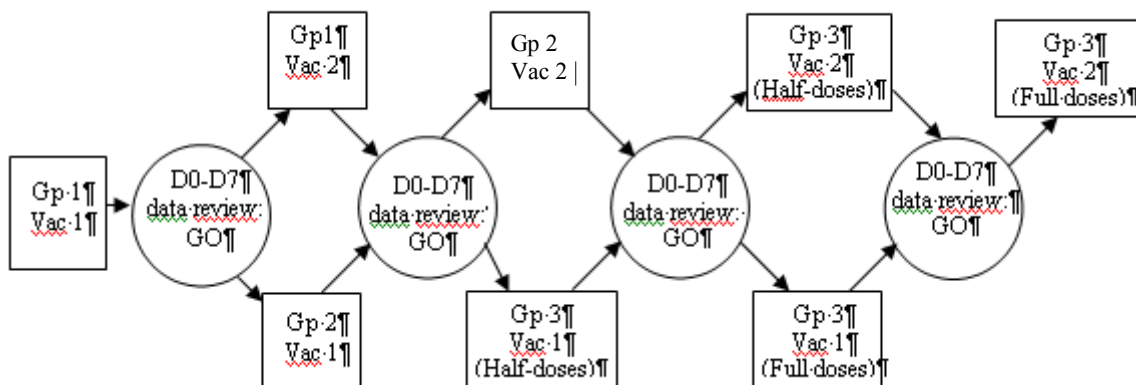 Gp·1¶
Vac·1¶
D0-D7¶
data·review:
GO¶
Gp1¶
Vac·2¶
Gp·2¶
Vac·1¶
D0-D7¶
data·review:·
GO¶
Gp 2
Vac 2
Gp·3¶
Vac·1¶
(Half-doses)¶
D0-D7¶
data·review:·
GO¶
Gp·3¶
Vac·2¶
(Half-doses)¶
Gp·3¶
Vac·1¶
(Full·doses)¶
D0-D7¶
data·review:¶
GO¶
Gp·3¶
Vac·2¶
(Full·doses)¶